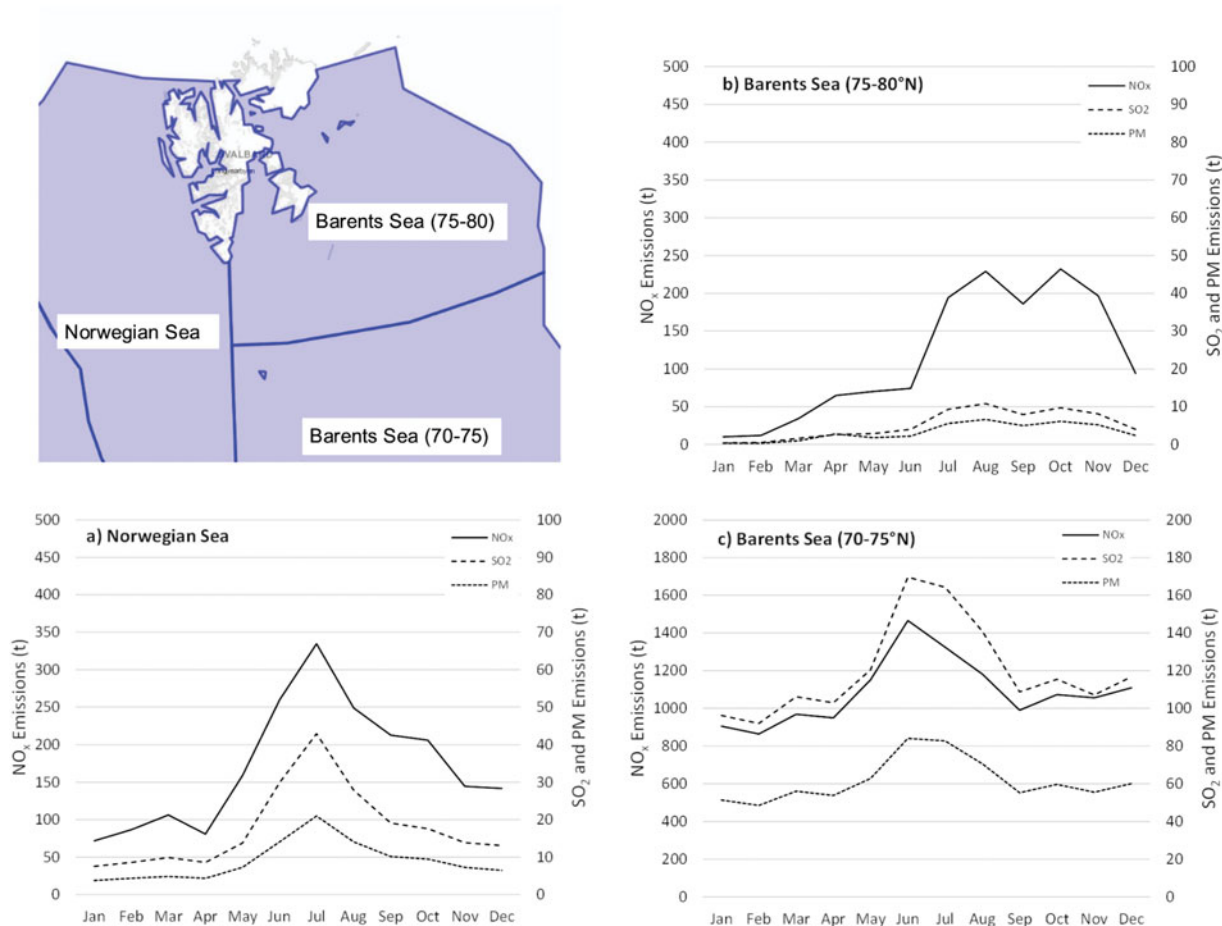 VALBA
Barents Sea (75-80)
Norwegian Sea
Barents Sea (70-75)
b) Barents Sea (75-80°N)
NOx
SO2
PM
NOₓ Emissions (t)
500
450
400
350
300
250
200
150
100
50
0
SO₂ and PM Emissions (t)
100
90
80
70
60
50
40
30
20
10
0
Jan Feb Mar Apr May Jun Jul Aug Sep Oct Nov Dec
a) Norwegian Sea
NOx
SO2
PM
NOₓ Emissions (t)
500
450
400
350
300
250
200
150
100
50
0
SO₂ and PM Emissions (t)
100
90
80
70
60
50
40
30
20
10
0
Jan Feb Mar Apr May Jun Jul Aug Sep Oct Nov Dec
c) Barents Sea (70-75°N)
NOx
SO2
PM
NOₓ Emissions (t)
2000
1800
1600
1400
1200
1000
800
600
400
200
0
SO₂ and PM Emissions (t)
200
180
160
140
120
100
80
60
40
20
0
Jan Feb Mar Apr May Jun Jul Aug Sep Oct Nov Dec